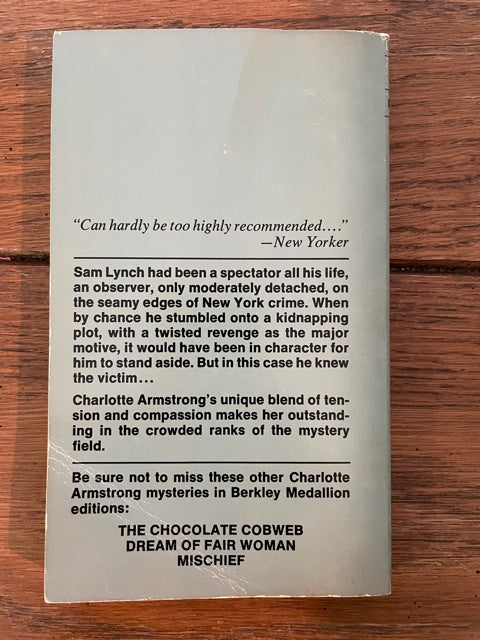 “Can hardly be too highly recommended....”
—New Yorker
Sam Lynch had been a spectator all his life,
an observer, only moderately detached, on
the seamy edges of New York crime. When
by chance he stumbled onto a kidnapping
plot, with a twisted revenge as the major
motive, it would have been in character for
him to stand aside. But in this case he knew
the victim...
Charlotte Armstrong's unique blend of ten-
sion and compassion makes her outstand-
ing in the crowded ranks of the mystery
field.
Be sure not to miss these other Charlotte
Armstrong mysteries in Berkley Medallion
editions:
THE CHOCOLATE COBWEB
DREAM OF FAIR WOMAN
MISCHIEF